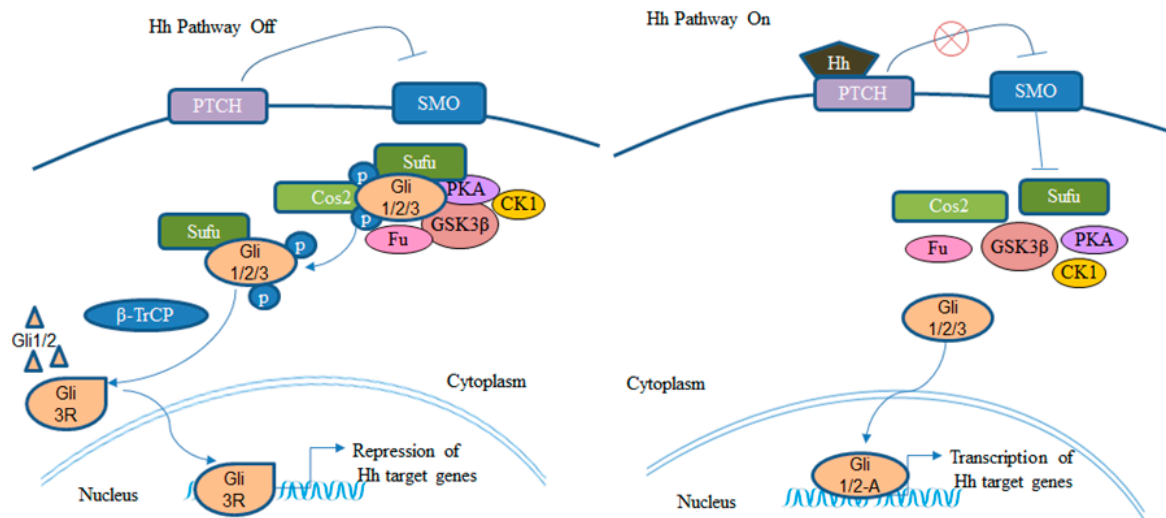 Hh Pathway Off
PTCH
SMO
Sufu
p
Gli
1/2/3
PKA
Cos2
CK1
p
GSK3β
Fu
Sufu
Gli
1/2/3
p
p
β-TrCP
Gli1/2
Gli
3R
Cytoplasm
Gli
3R
Repression of
Hh target genes
Nucleus
Hh Pathway On
Hh
PTCH
SMO
Cos2
Sufu
Fu
GSK3β
PKA
CK1
Gli
1/2/3
Cytoplasm
Gli
1/2-A
Transcription of
Hh target genes
Nucleus